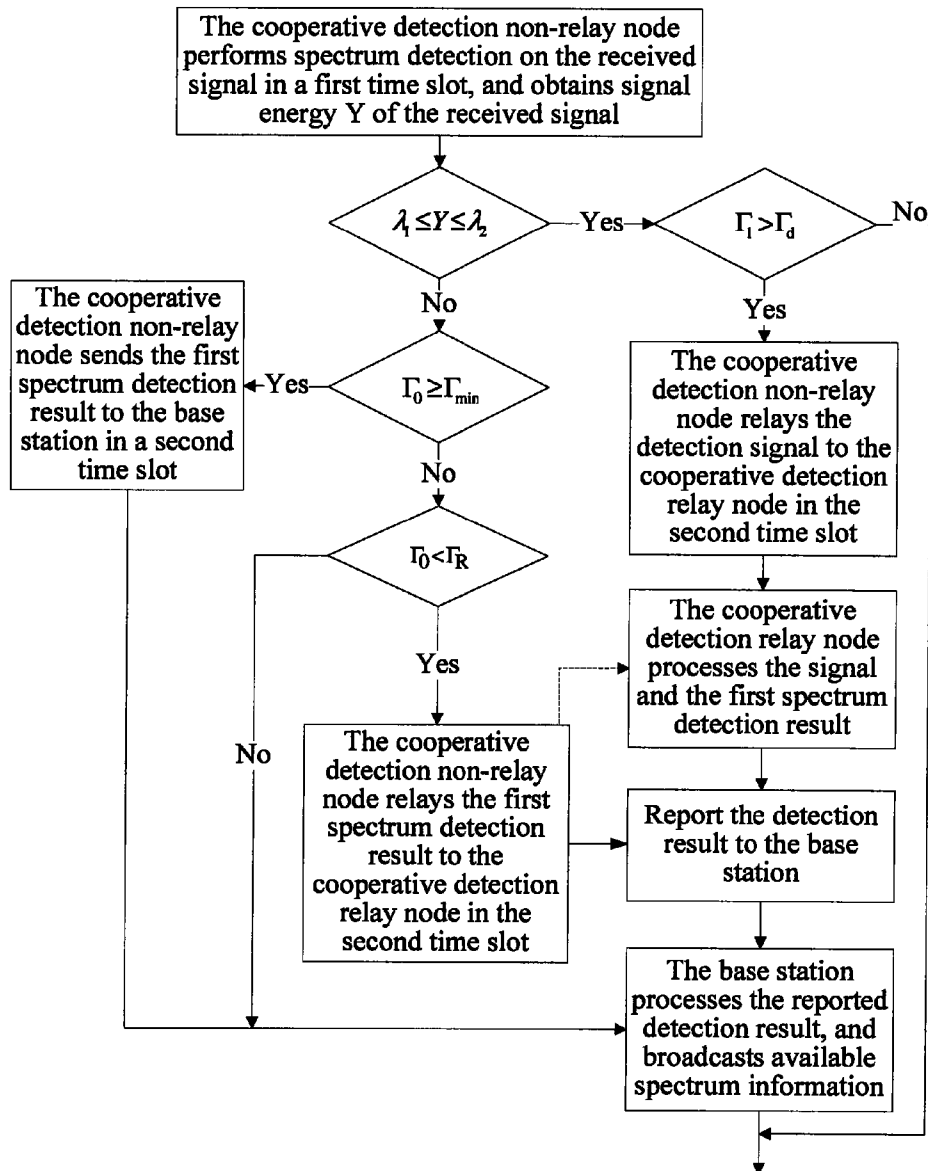 The cooperative detection non-relay node
performs spectrum detection on the received
signal in a first time slot, and obtains signal
energy Y of the received signal
λ₁ ≤Y≤λ₂
Yes
Γ₁>Γd
No
No
Yes
The cooperative
detection non-relay
node sends the first
spectrum detection
result to the base
station in a second
time slot
Yes
Γ₀ ≥Γmin
No
The cooperative
detection non-relay
node relays the
detection signal to the
cooperative detection
relay node in the
second time slot
Γ0<ΓR
Yes
No
The cooperative
detection relay node
processes the signal
and the first spectrum
detection result
The cooperative
detection non-relay
node relays the first
spectrum detection
result to the
cooperative detection
relay node in the
second time slot
Report the detection
result to the base
station
The base station
processes the reported
detection result, and
broadcasts available
spectrum information